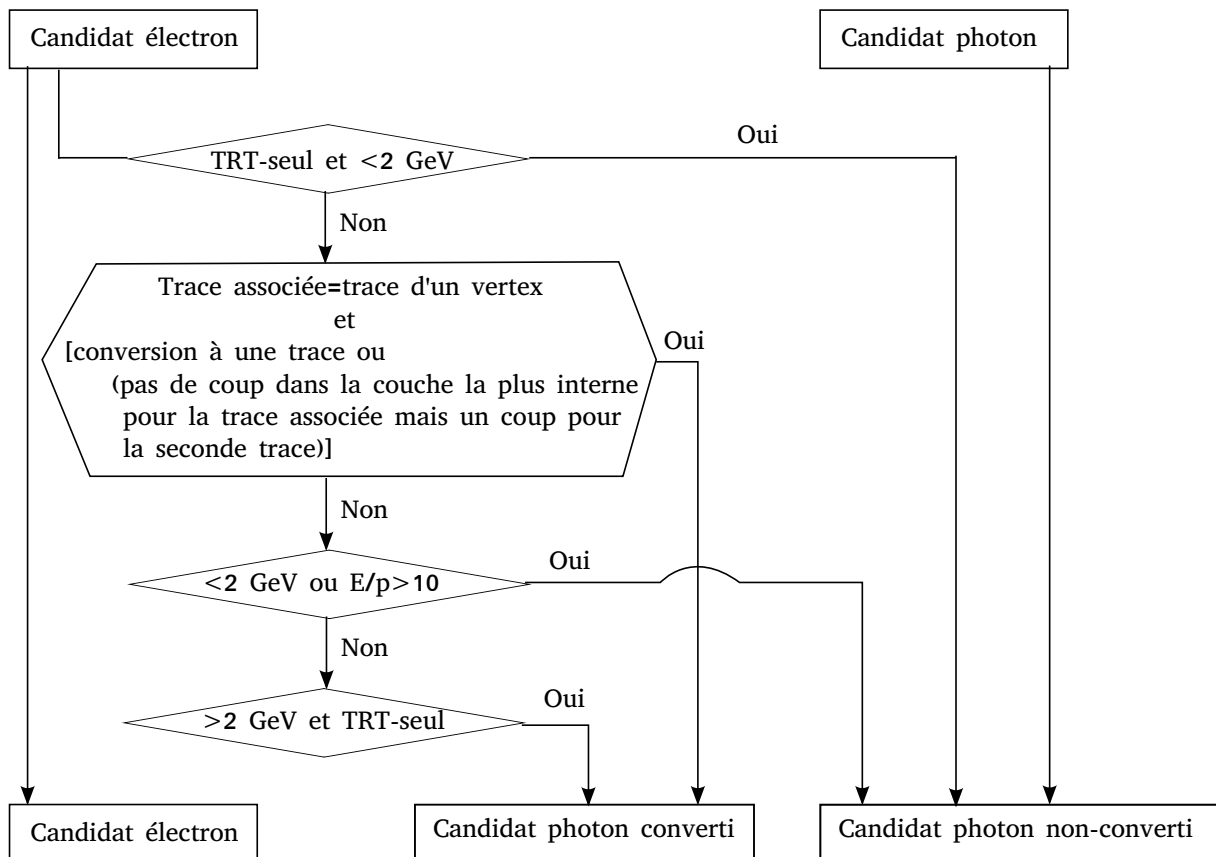 Candidat électron
Candidat photon
Oui
TRT-seul et <2 GeV
Non
Trace associée=trace d'un vertex
et
Oui
[conversion à une trace ou
(pas de coup dans la couche la plus interne
pour la trace associée mais un coup pour
la seconde trace)]
Non
Oui
<2 GeV ou E/p>10
Non
Oui
>2 GeV et TRT-seul
Candidat électron
Candidat photon converti
Candidat photon non-converti